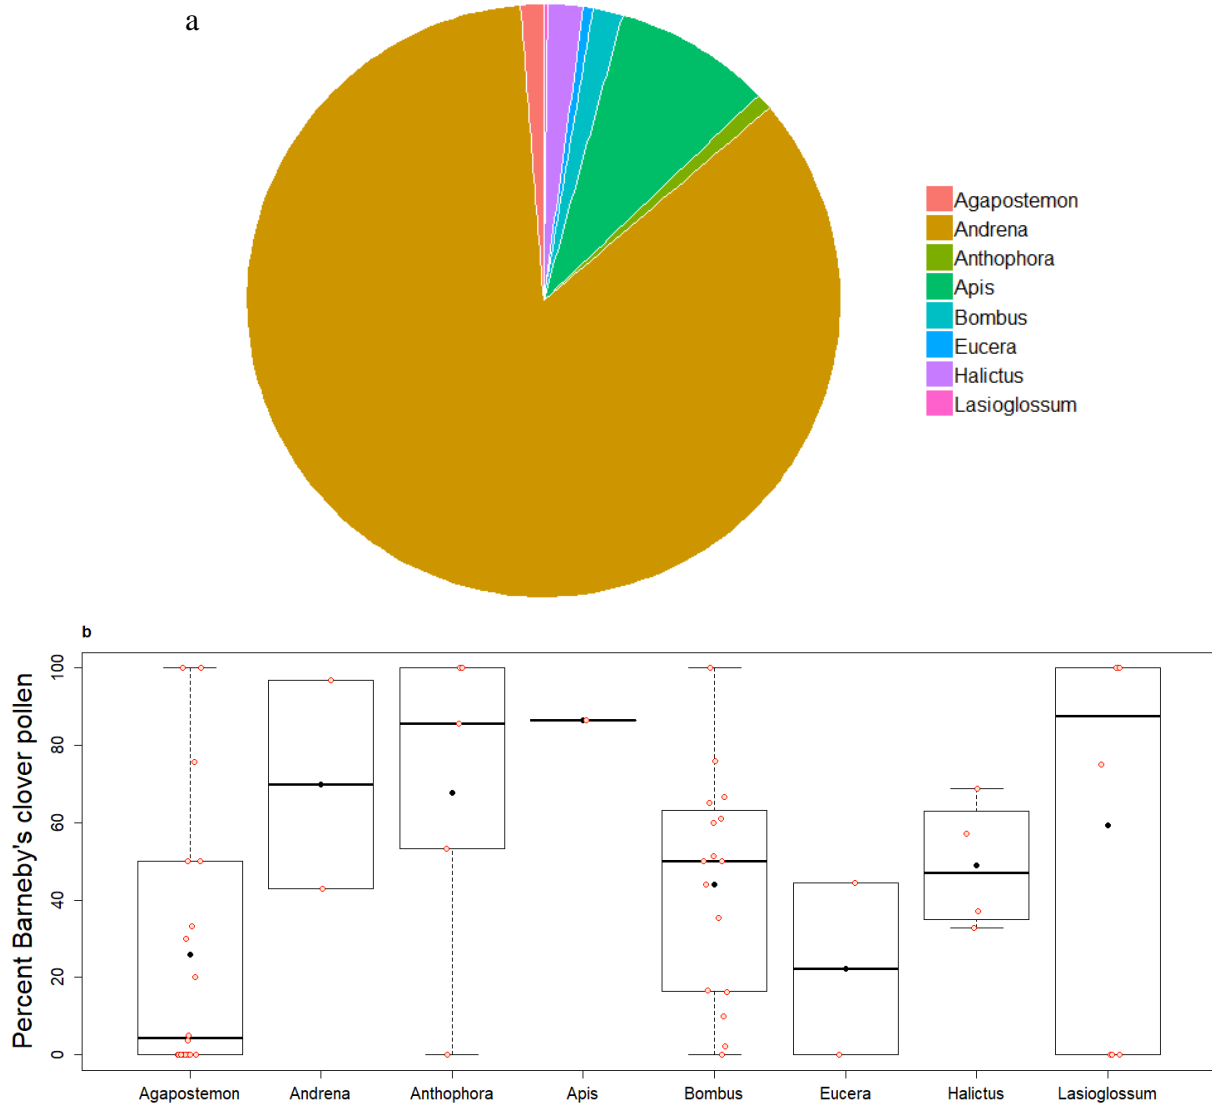 a
Agapostemon
Andrena
Anthophora
Apis
Bombus
Eucera
Halictus
Lasioglossum
b
Percent Barneby's clover pollen
100
80
60
40
20
0
Agapostemon Andrena Anthophora Apis Bombus Eucera Halictus Lasioglossum